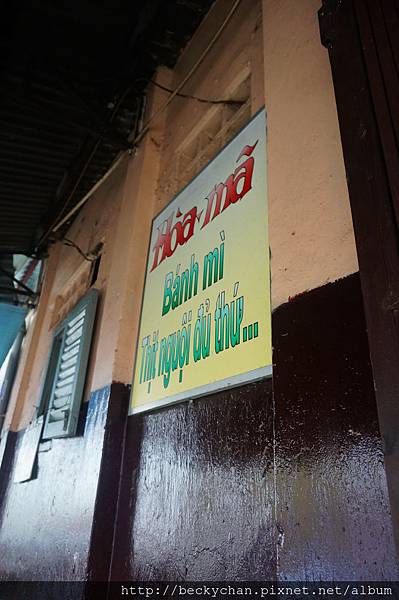 Hòa mã
Bánh mì
Thịt nguội đủ thứ...
http://beckychan.pixnet.net/album